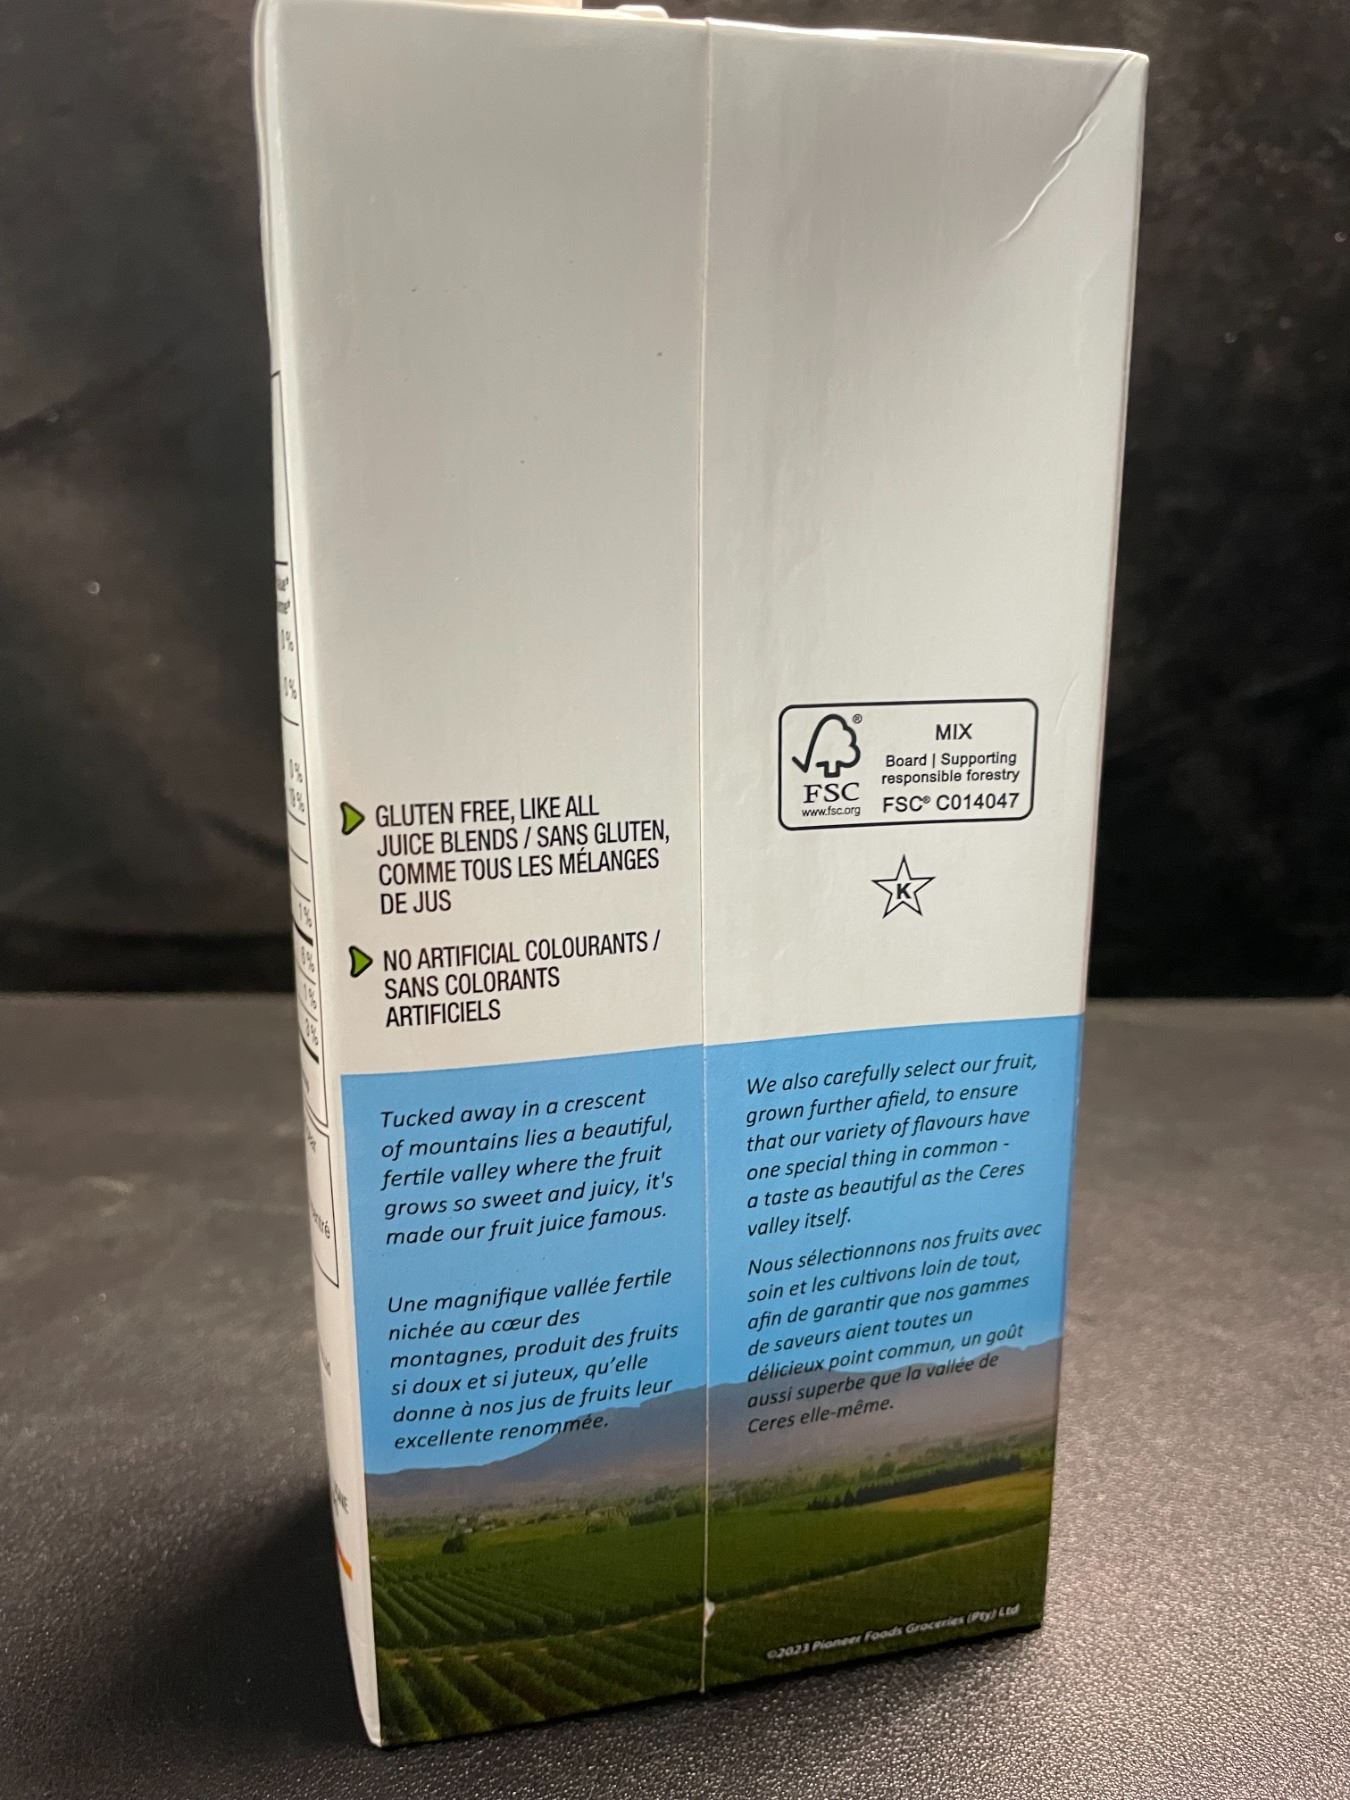 GLUTEN FREE, LIKE ALL
JUICE BLENDS / SANS GLUTEN,
COMME TOUS LES MÉLANGES
DE JUS
NO ARTIFICIAL COLOURANTS /
SANS COLORANTS
ARTIFICIELS
FSC
®
www.fsc.org
MIX
Board | Supporting
responsible forestry
FSC® C014047
K
Tucked away in a crescent
of mountains lies a beautiful,
fertile valley where the fruit
grows so sweet and juicy, it's
made our fruit juice famous.
Une magnifique vallée fertile
nichée au cœur des
montagnes, produit des fruits
si doux et si juteux, qu'elle
donne à nos jus de fruits leur
excellente renommée.
We also carefully select our fruit,
grown further afield, to ensure
that our variety of flavours have
one special thing in common -
a taste as beautiful as the Ceres
valley itself.
Nous sélectionnons nos fruits avec
soin et les cultivons loin de tout,
afin de garantir que nos gammes
de saveurs aient toutes un
délicieux point commun, un goût
aussi superbe que la vallée de
Ceres elle-même.
©2023 Pioneer Foods Groceries (Pty) Ltd
0%
0%
0%
1%
1%
3%